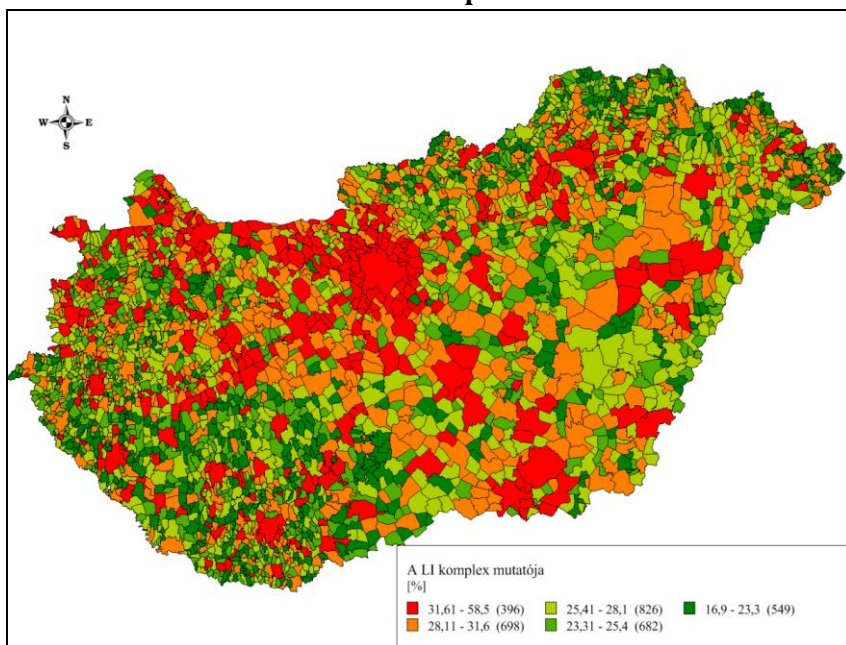 N
W E
S
A LI komplex mutatója
[%]
31,61 - 58,5 (396) 25,41 - 28,1 (826) 16,9 - 23,3 (549)
28,11 - 31,6 (698) 23,31 - 25,4 (682)